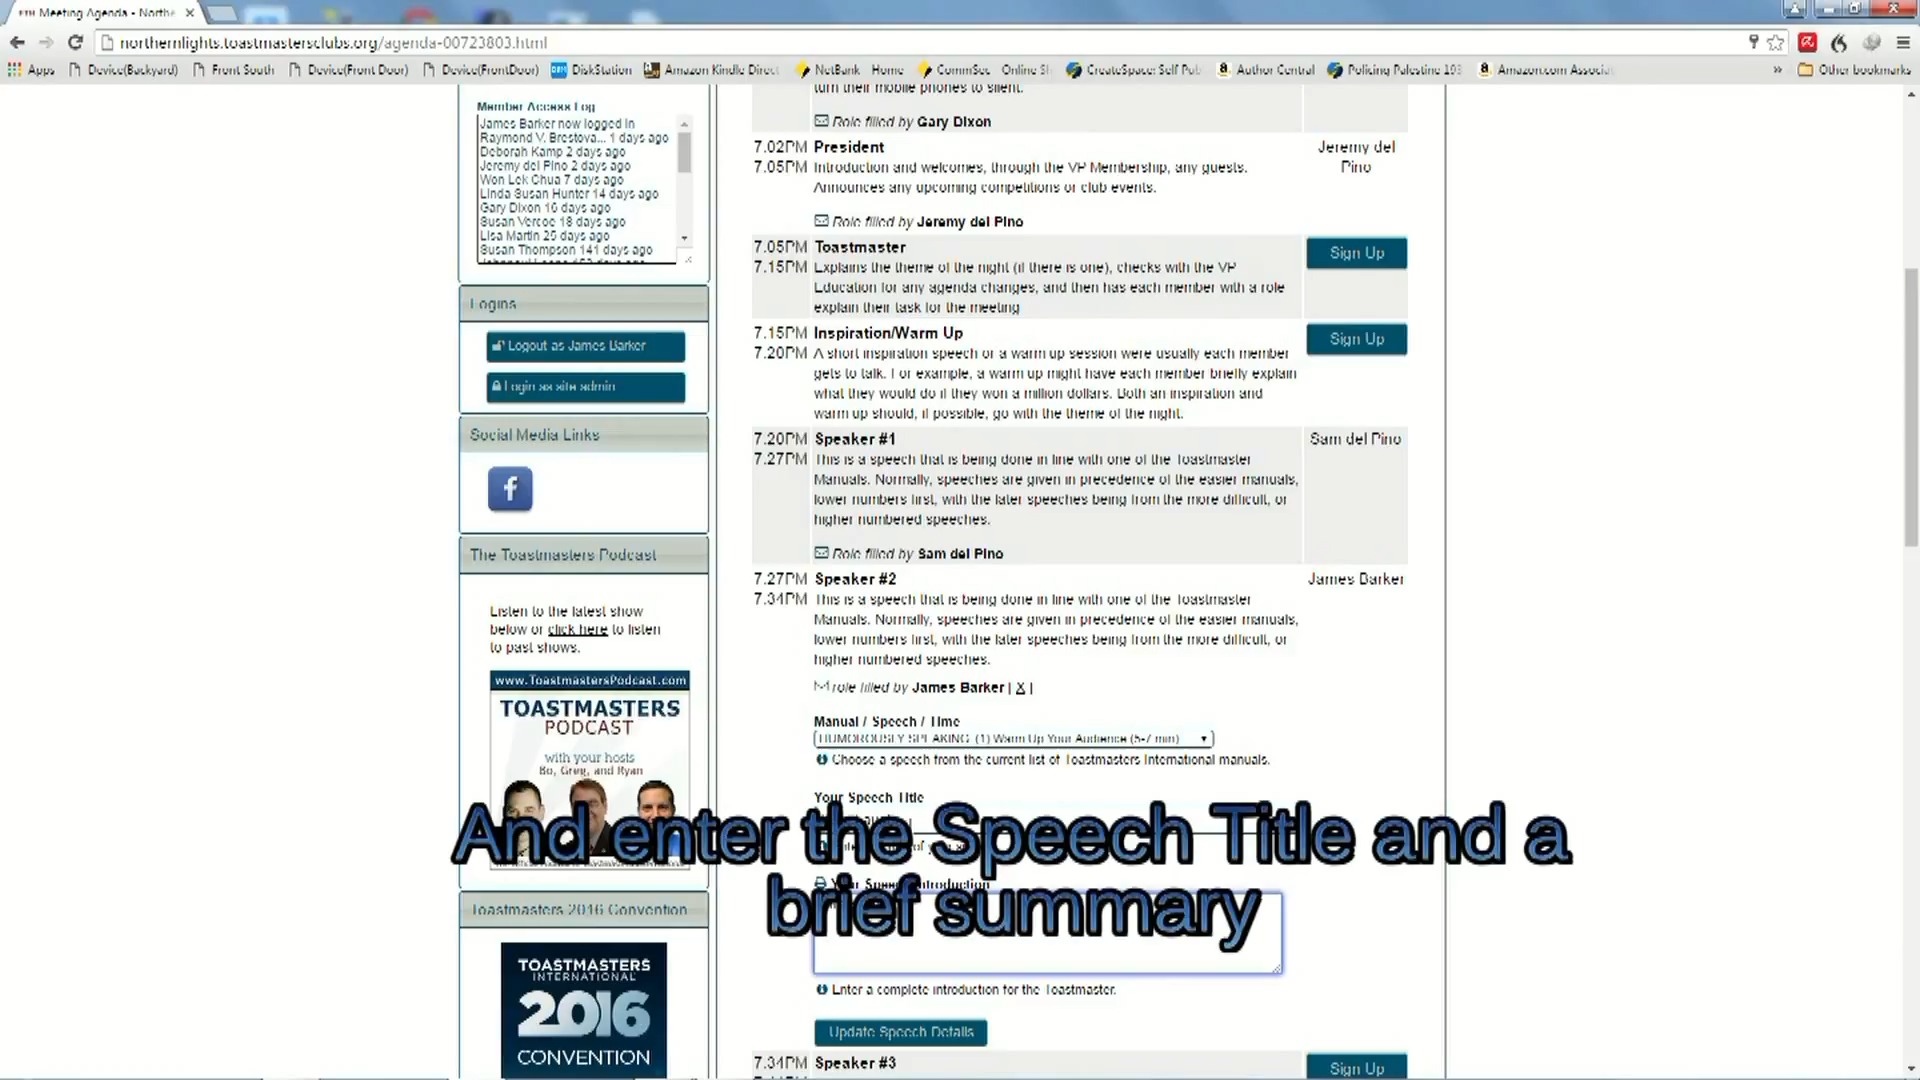 Meeting Agenda - Northe
northernlights.toastmastersclubs.org/agenda-00723803.html
Apps Device(Backyard) Front South Device(Front Door) Device(FrontDoor) DiskStation Amazon Kindle Direct NetBank Home CommSec Online Sh CreateSpace: Self Pub Author Central Policing Palestine 193 Amazon.com Associat » Other bookmarks
Member Access Log
James Barker now logged in
Raymond V. Brestova... 1 days ago
Deborah Kamp 2 days ago
Jeremy del Pino 2 days ago
Won Lek Chua 7 days ago
Linda Susan Hunter 14 days ago
Gary Dixon 16 days ago
Susan Vercoe 18 days ago
Lisa Martin 25 days ago
Susan Thompson 141 days ago
Logins
Logout as James Barker
Login as site admin
Social Media Links
f
The Toastmasters Podcast
Listen to the latest show
below or click here to listen
to past shows.
www.ToastmastersPodcast.com
TOASTMASTERS
PODCAST
with your hosts
Bo, Greg, and Ryan
Toastmasters 2016 Convention
TOASTMASTERS
INTERNATIONAL
2016
CONVENTION
turn their mobile phones to silent.
Role filled by Gary Dixon
7.02PM President Jeremy del
7.05PM Introduction and welcomes, through the VP Membership, any guests. Pino
Announces any upcoming competitions or club events.
Role filled by Jeremy del Pino
7.05PM Toastmaster Sign Up
7.15PM Explains the theme of the night (if there is one), checks with the VP
Education for any agenda changes, and then has each member with a role
explain their task for the meeting
7.15PM Inspiration/Warm Up Sign Up
7.20PM A short inspiration speech or a warm up session were usually each member
gets to talk. For example, a warm up might have each member briefly explain
what they would do if they won a million dollars. Both an inspiration and
warm up should, if possible, go with the theme of the night.
7.20PM Speaker #1 Sam del Pino
7.27PM This is a speech that is being done in line with one of the Toastmaster
Manuals. Normally, speeches are given in precedence of the easier manuals,
lower numbers first, with the later speeches being from the more difficult, or
higher numbered speeches.
Role filled by Sam del Pino
7.27PM Speaker #2 James Barker
7.34PM This is a speech that is being done in line with one of the Toastmaster
Manuals. Normally, speeches are given in precedence of the easier manuals,
lower numbers first, with the later speeches being from the more difficult, or
higher numbered speeches.
role filled by James Barker | X |
Manual / Speech / Time
HUMOROUSLY SPEAKING (1) Warm Up Your Audience (5-7 min)
Choose a speech from the current list of Toastmasters International manuals.
Your Speech Title
And enter the Speech Title and a
Your Speech Introduction
brief summary
Enter a complete introduction for the Toastmaster.
Update Speech Details
7.34PM Speaker #3 Sign Up